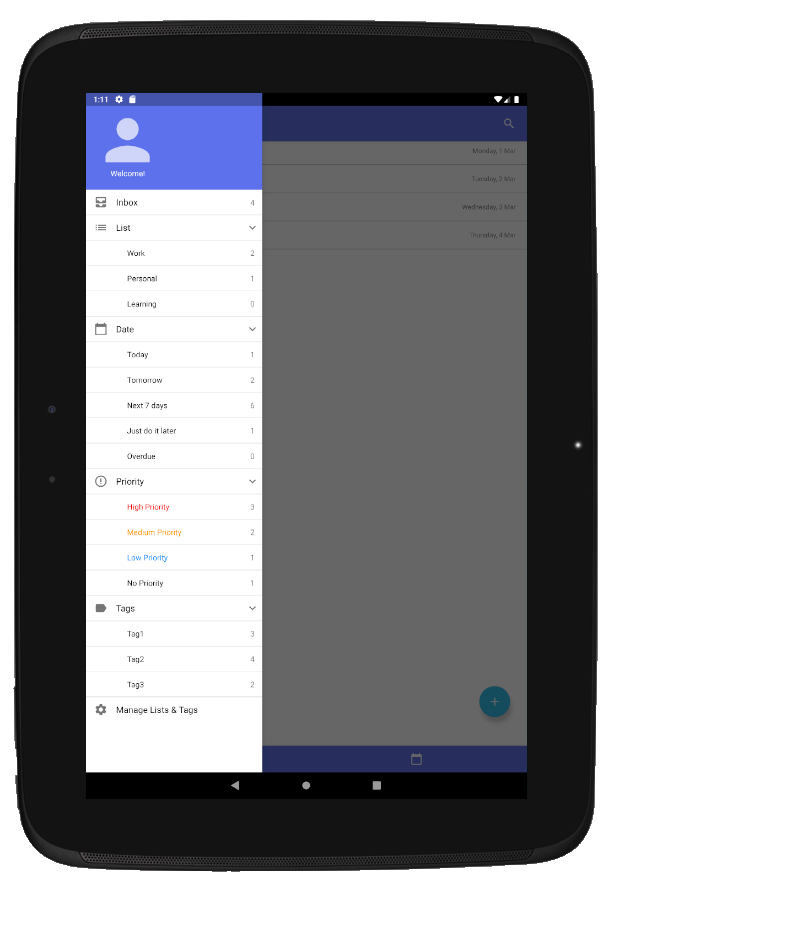 1:11
Welcome!
Inbox 4
List
Work 2
Personal 1
Learning 0
Date
Today 1
Tomorrow 2
Next 7 days 6
Just do it later 1
Overdue 0
Priority
High Priority 3
Medium Priority 2
Low Priority 1
No Priority 1
Tags
Tag1 3
Tag2 4
Tag3 2
Manage Lists & Tags
Monday, 1 Mar
Tuesday, 2 Mar
Wednesday, 3 Mar
Thursday, 4 Mar